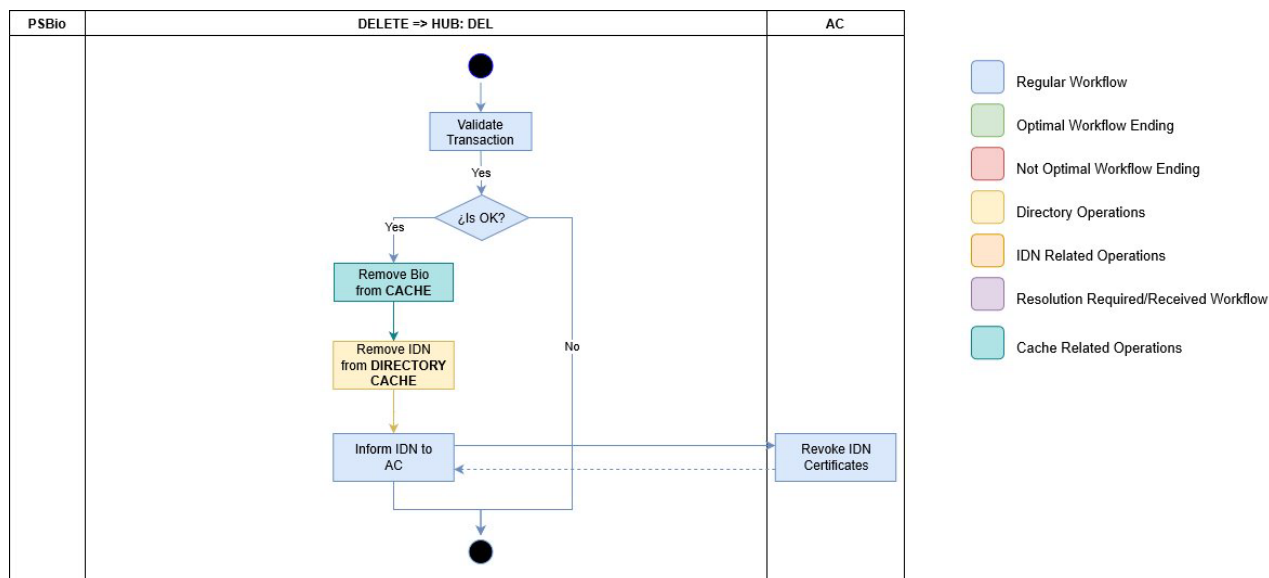 PSBio
DELETE => HUB: DEL
AC
Validate
Transaction
Yes
¿Is OK?
Yes
Remove Bio
from CACHE
No
Remove IDN
from DIRECTORY
CACHE
Inform IDN to
AC
Revoke IDN
Certificates
Regular Workflow
Optimal Workflow Ending
Not Optimal Workflow Ending
Directory Operations
IDN Related Operations
Resolution Required/Received Workflow
Cache Related Operations